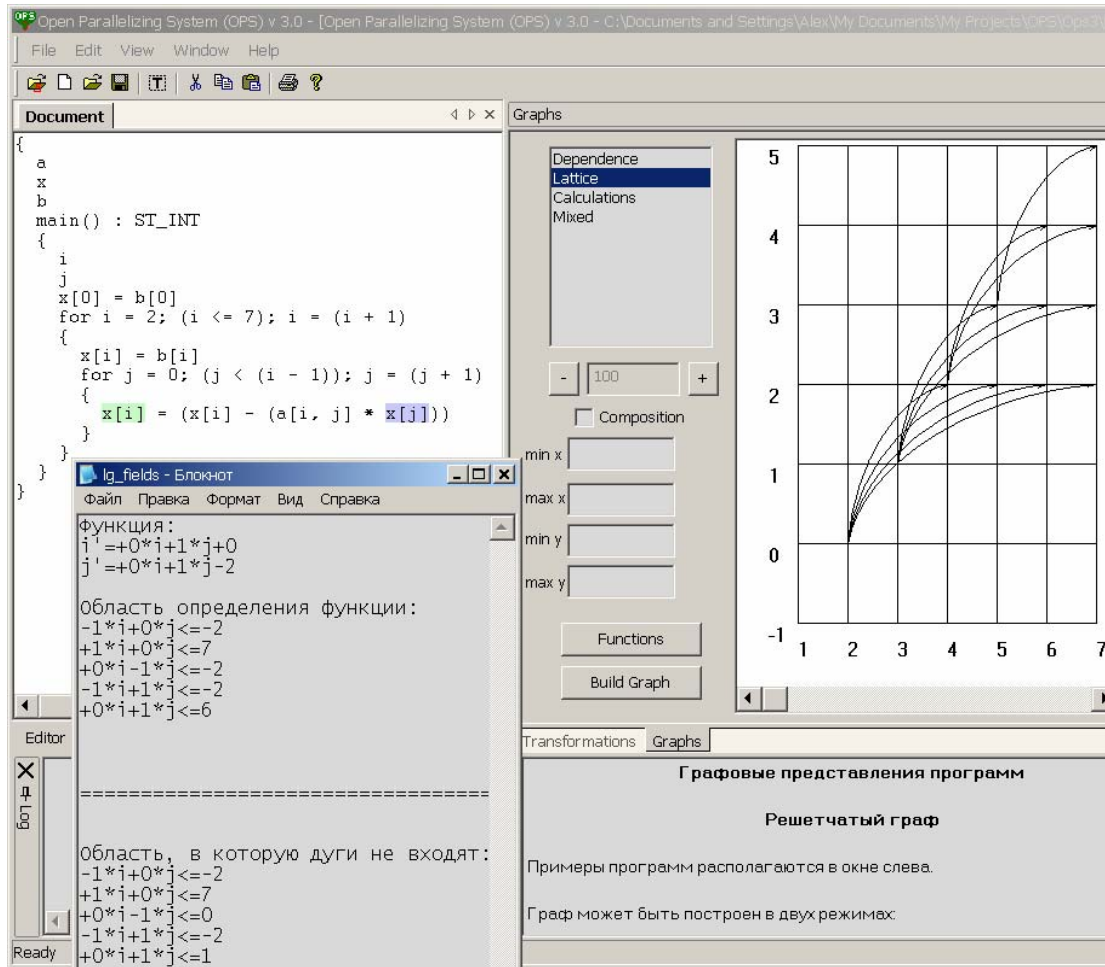 Open Parallelizing System (OPS) v 3.0 - [Open Parallelizing System (OPS) v 3.0 - C:\Documents and Settings\Alex\My Documents\My Projects\OPS\Ops3\
File Edit View Window Help
Document
{
a
x
b
main() : ST_INT
{
i
j
x[0] = b[0]
for i = 2; (i <= 7); i = (i + 1)
{
x[i] = b[i]
for j = 0; (j < (i - 1)); j = (j + 1)
{
x[i] = (x[i] - (a[i, j] * x[j]))
}
}
}
}
Editor
Log
Ready
lg_fields - Блокнот
Файл Правка Формат Вид Справка
Функция:
i'=+0*i+1*j+0
j'=+0*i+1*j-2
Область определения функции:
-1*i+0*j<=-2
+1*i+0*j<=7
+0*i-1*j<=-2
-1*i+1*j<=-2
+0*i+1*j<=6
===================================
Область, в которую дуги не входят:
-1*i+0*j<=-2
+1*i+0*j<=7
+0*i-1*j<=0
-1*i+1*j<=-2
+0*i+1*j<=1
Graphs
Dependence
Lattice
Calculations
Mixed
- 100 +
Composition
min x
max x
min y
max y
Functions
Build Graph
5
4
3
2
1
0
-1
1 2 3 4 5 6 7
Transformations Graphs
Графовые представления программ
Решетчатый граф
Примеры программ располагаются в окне слева.
Граф может быть построен в двух режимах: